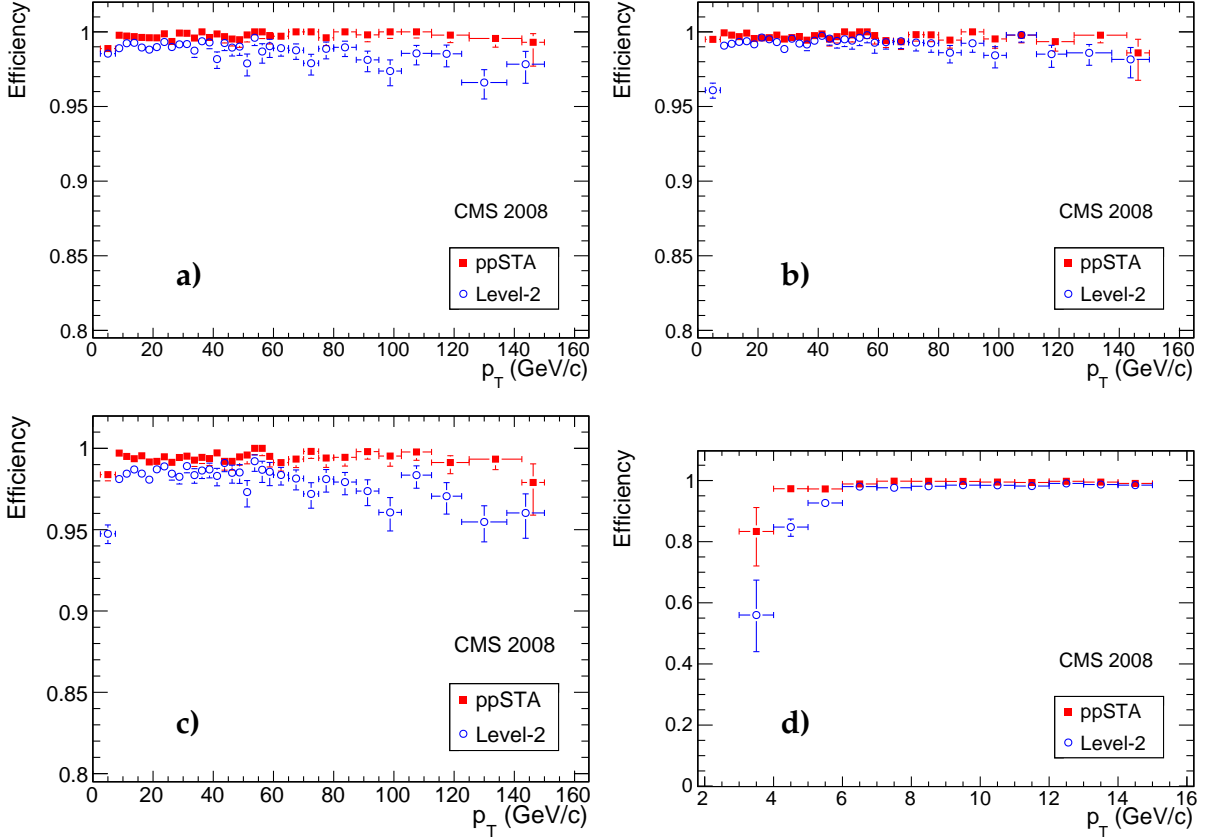 Efficiency
1
0.95
0.9
0.85
0.8
CMS 2008
a)
ppSTA
Level-2
0 20 40 60 80 100 120 140 160
p_T (GeV/c)
Efficiency
1
0.95
0.9
0.85
0.8
CMS 2008
b)
ppSTA
Level-2
0 20 40 60 80 100 120 140 160
p_T (GeV/c)
Efficiency
1
0.95
0.9
0.85
0.8
CMS 2008
c)
ppSTA
Level-2
0 20 40 60 80 100 120 140 160
p_T (GeV/c)
Efficiency
1
0.8
0.6
0.4
0.2
0
CMS 2008
d)
ppSTA
Level-2
2 4 6 8 10 12 14 16
p_T (GeV/c)